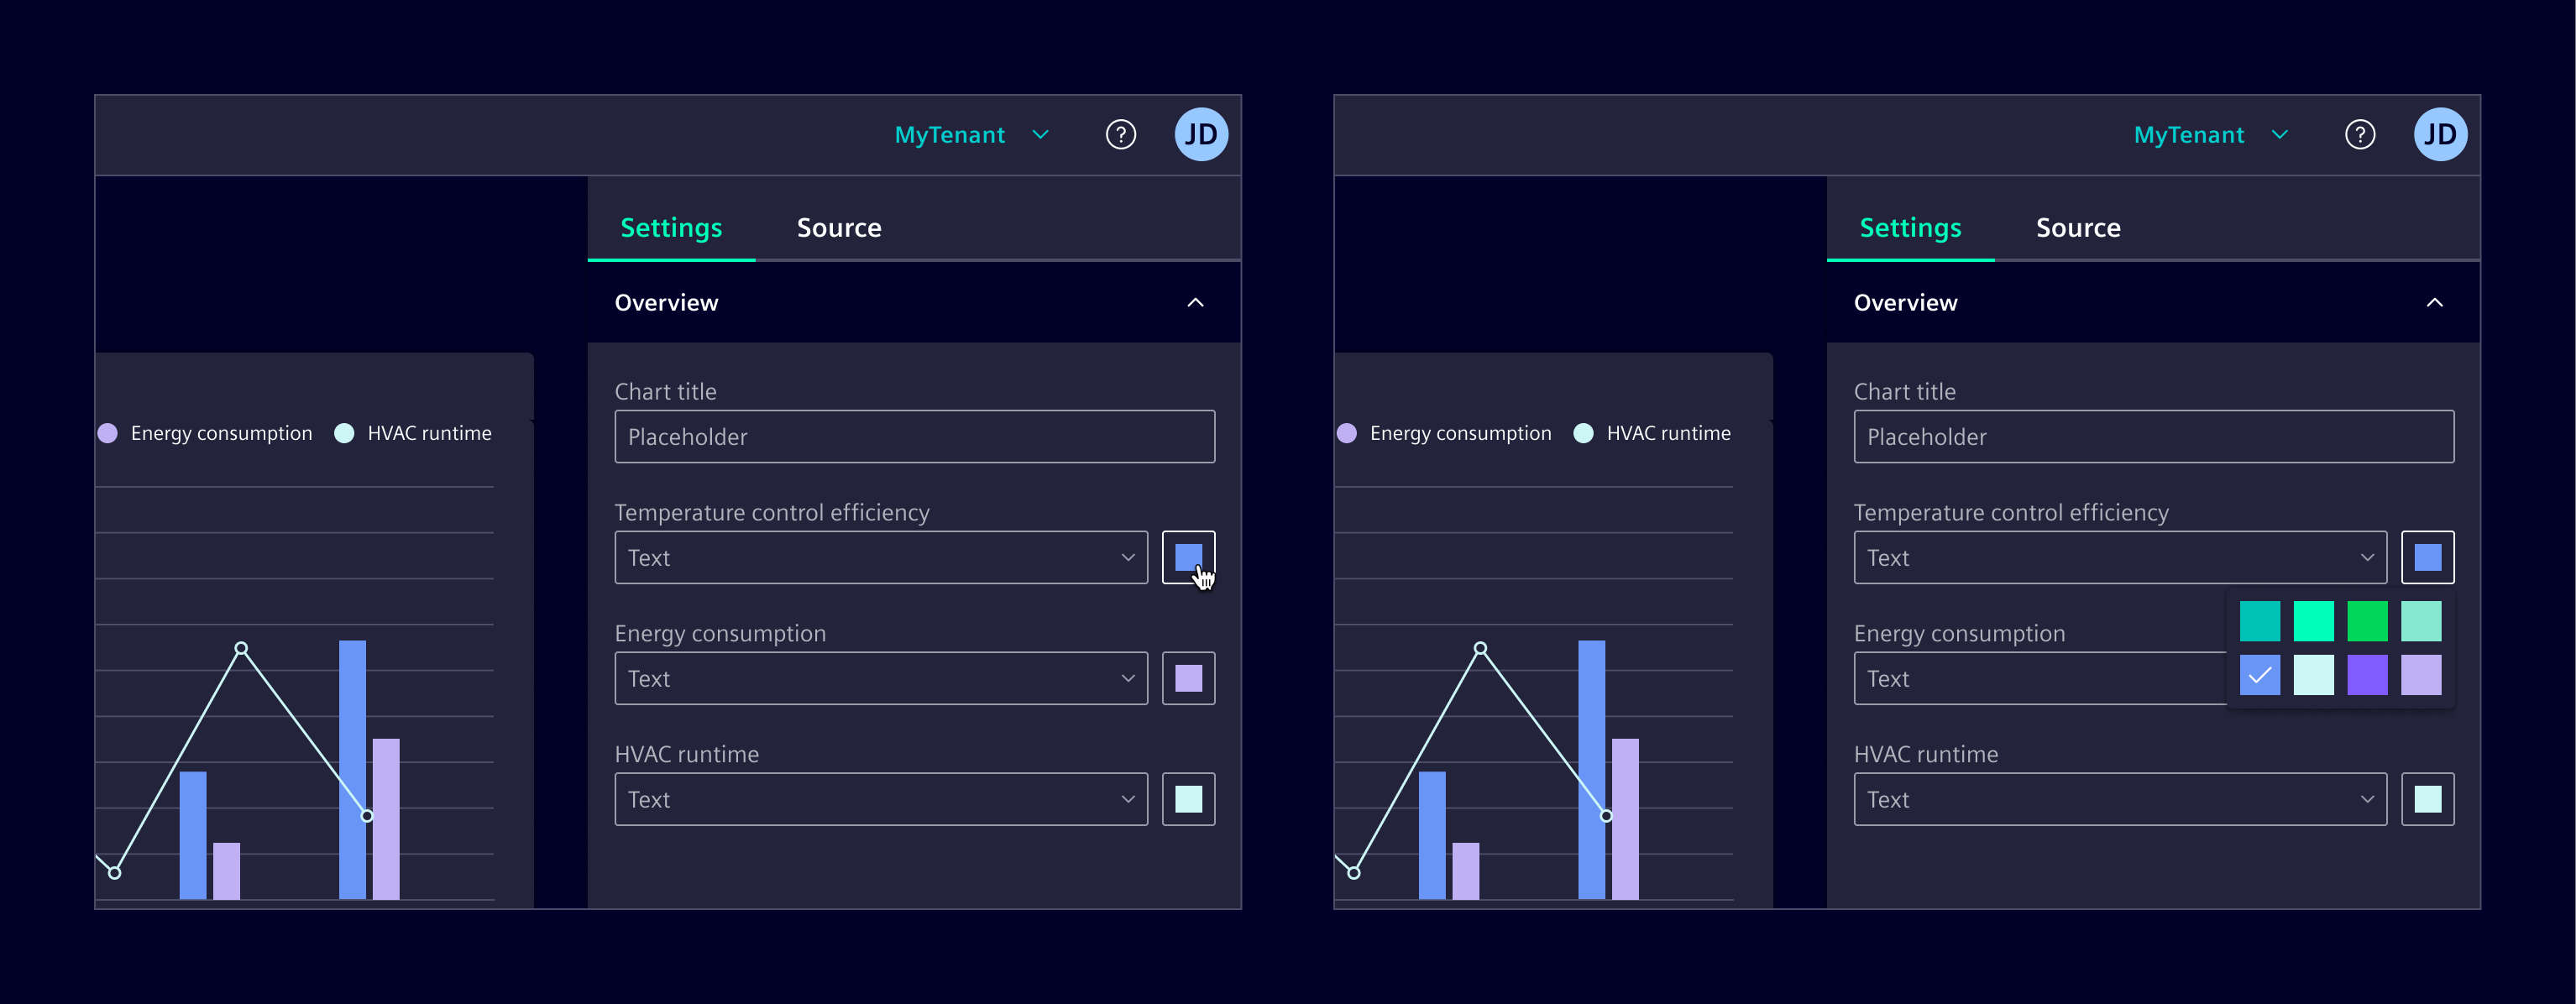 MyTenant ? JD
Settings Source
Overview
Energy consumption HVAC runtime
Chart title
Placeholder
Temperature control efficiency
Text
Energy consumption
Text
HVAC runtime
Text
MyTenant ? JD
Settings Source
Overview
Energy consumption HVAC runtime
Chart title
Placeholder
Temperature control efficiency
Text
Energy consumption
Text
HVAC runtime
Text